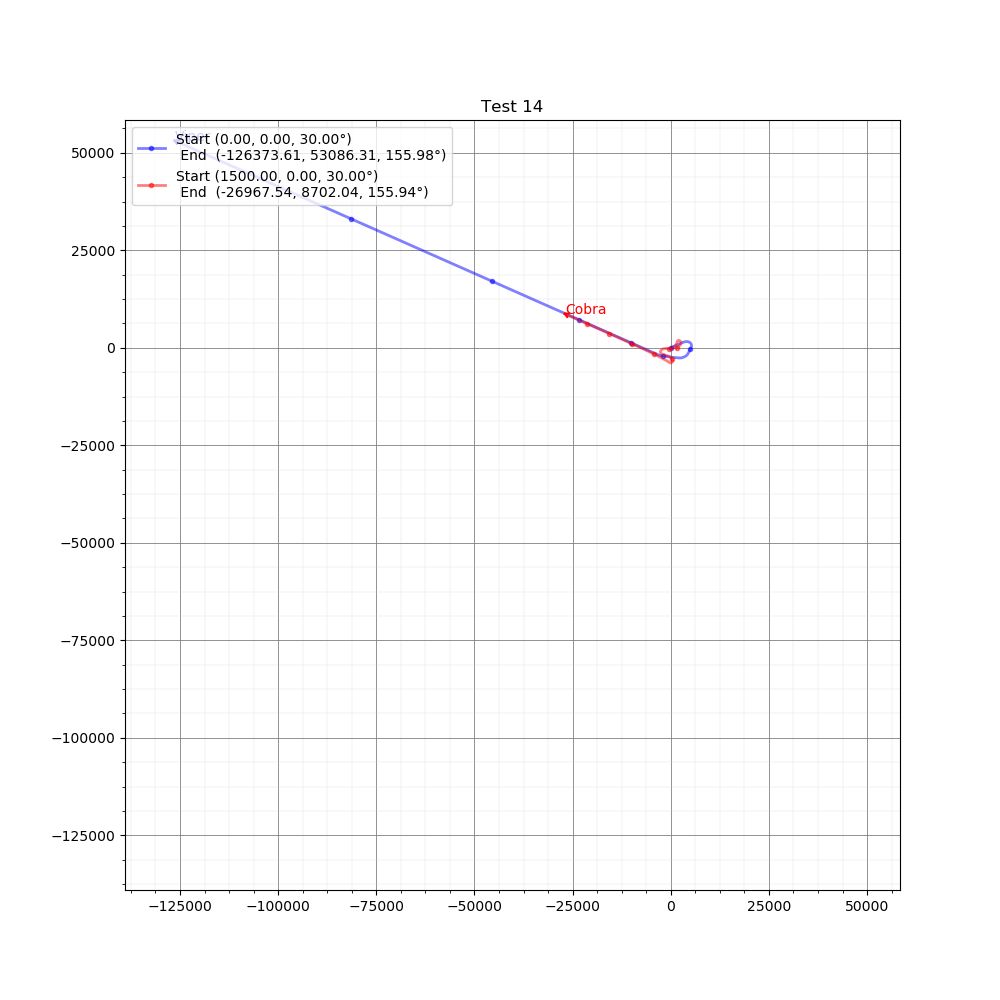 Test 14
Start (0.00, 0.00, 30.00°)
End (-126373.61, 53086.31, 155.98°)
Start (1500.00, 0.00, 30.00°)
End (-26967.54, 8702.04, 155.94°)
Cobra
50000
25000
0
−25000
−50000
−75000
−100000
−125000
−125000 −100000 −75000 −50000 −25000 0 25000 50000